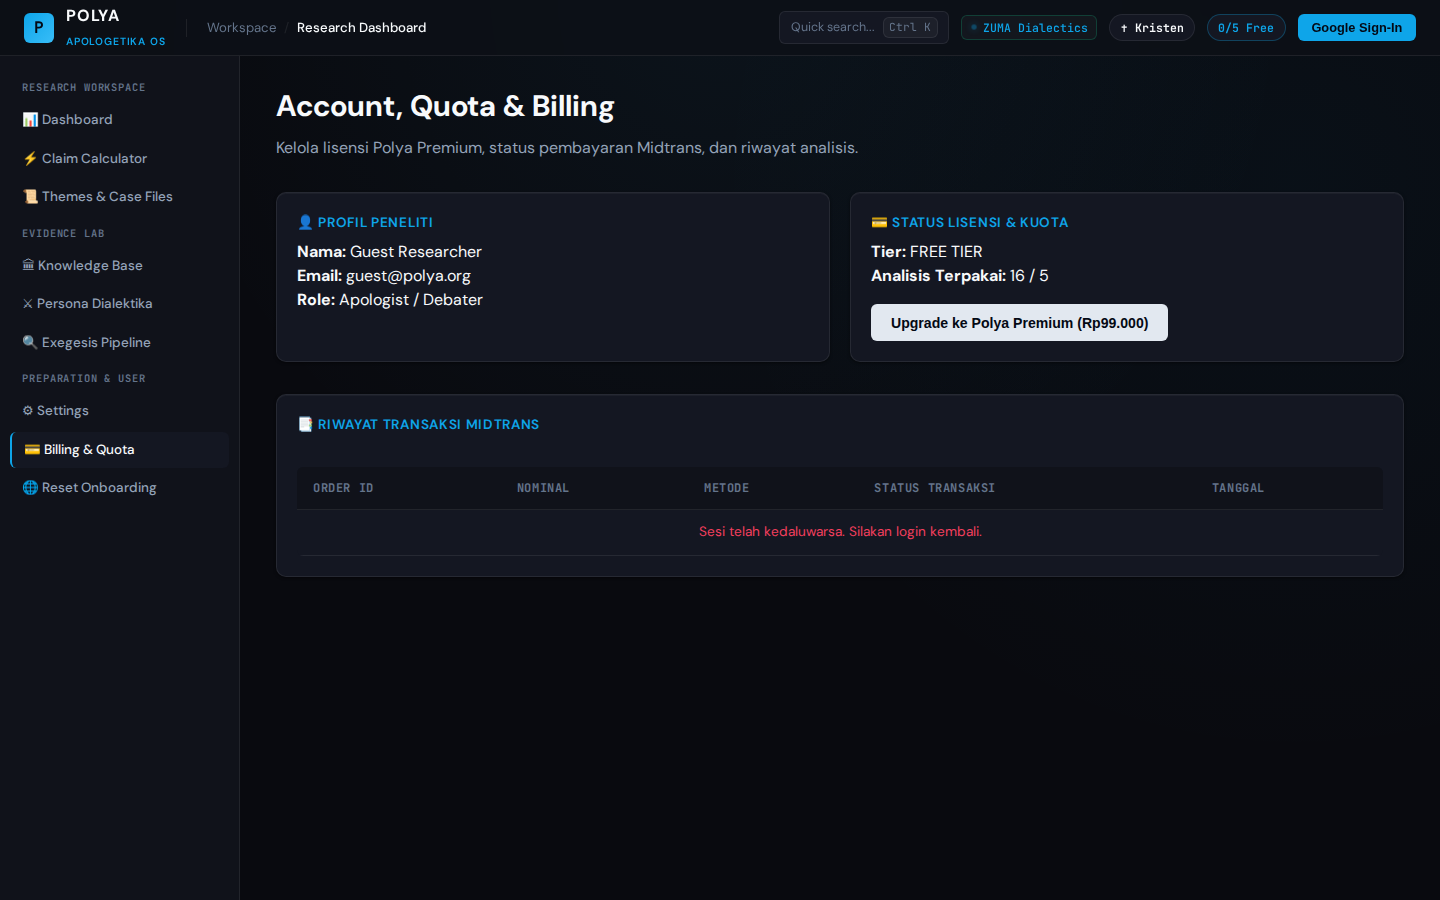 P
POLYA
APOLOGETIKA OS
Workspace / Research Dashboard
Quick search... Ctrl K
ZUMA Dialectics
✝ Kristen
0/5 Free
Google Sign-In
RESEARCH WORKSPACE
📊 Dashboard
⚡ Claim Calculator
📜 Themes & Case Files
EVIDENCE LAB
🏛 Knowledge Base
⚔ Persona Dialektika
🔍 Exegesis Pipeline
PREPARATION & USER
⚙ Settings
💳 Billing & Quota
🌐 Reset Onboarding
Account, Quota & Billing
Kelola lisensi Polya Premium, status pembayaran Midtrans, dan riwayat analisis.
👤 PROFIL PENELITI
Nama: Guest Researcher
Email: guest@polya.org
Role: Apologist / Debater
💳 STATUS LISENSI & KUOTA
Tier: FREE TIER
Analisis Terpakai: 16 / 5
Upgrade ke Polya Premium (Rp99.000)
📑 RIWAYAT TRANSAKSI MIDTRANS
ORDER ID NOMINAL METODE STATUS TRANSAKSI TANGGAL
Sesi telah kedaluwarsa. Silakan login kembali.